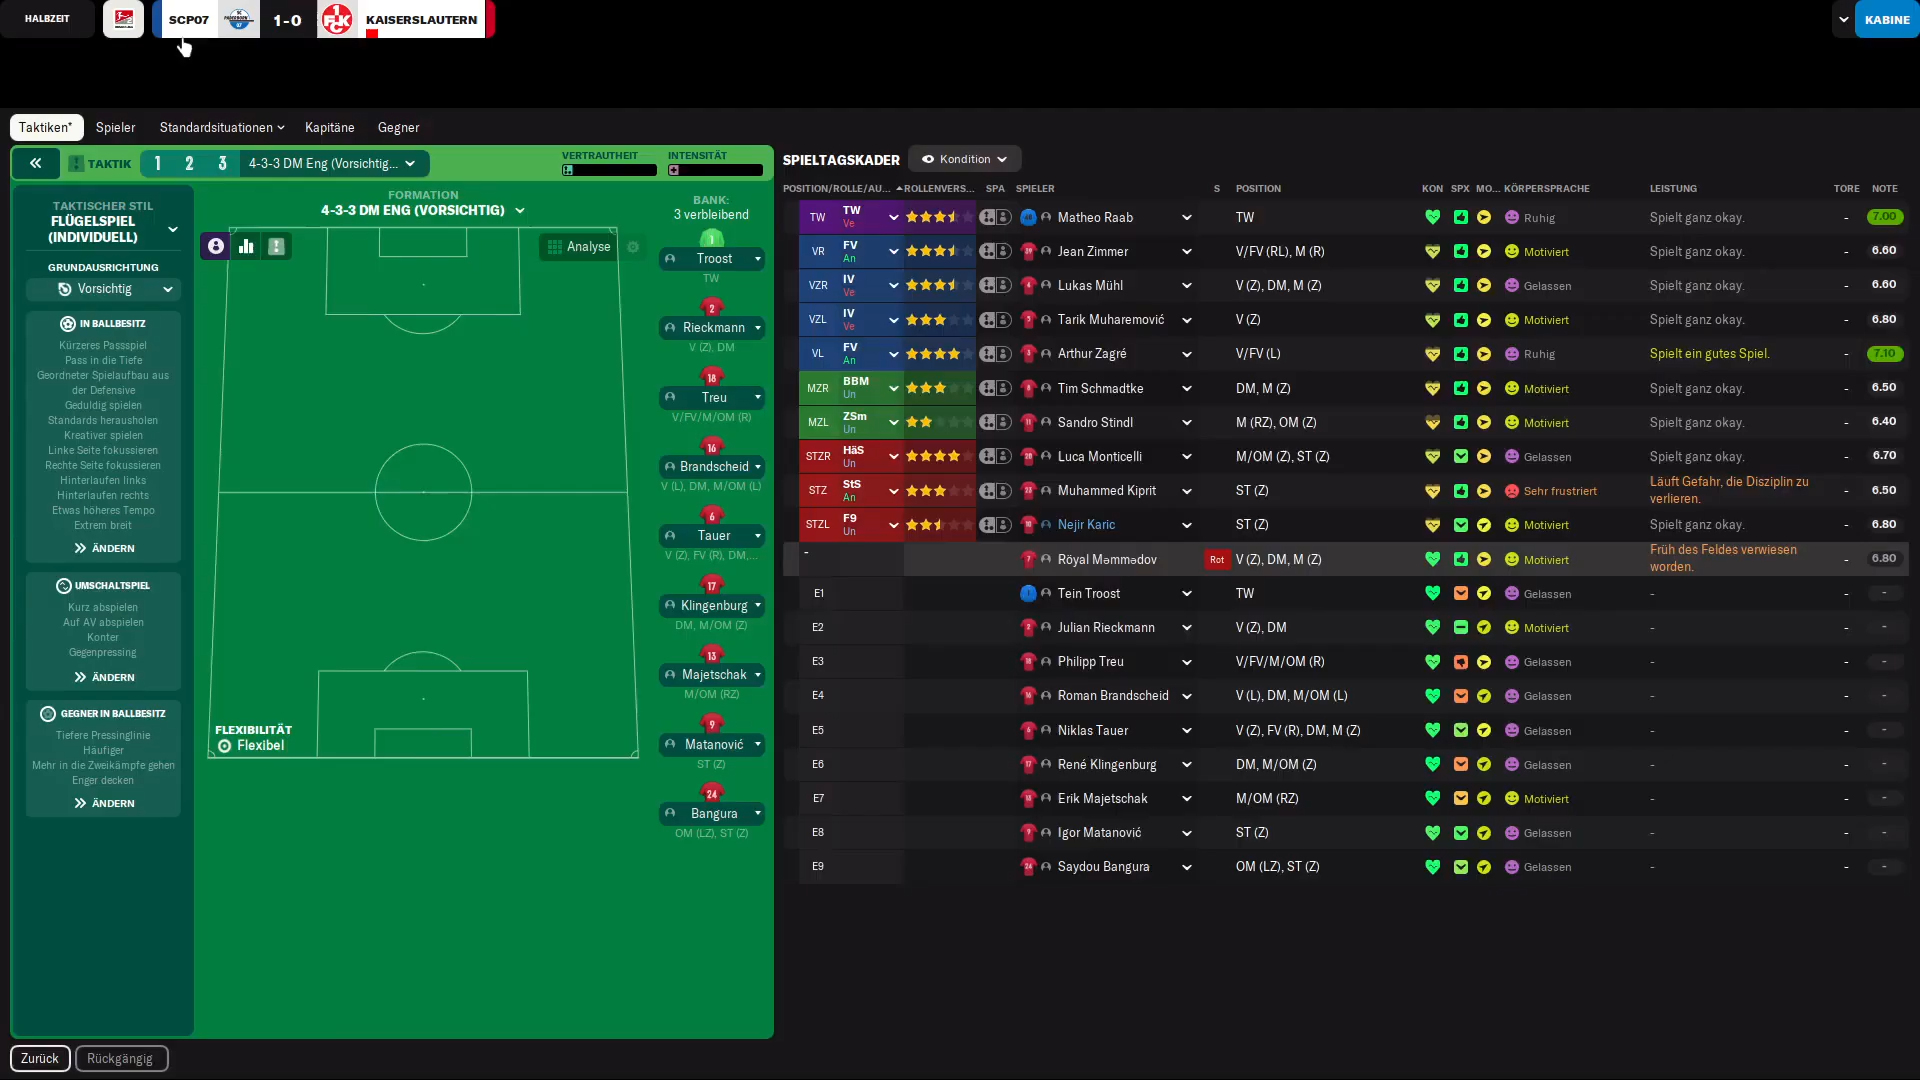 HALBZEIT
SCP07
1-0
KAISERSLAUTERN
KABINE
Taktiken*
Spieler
Standardsituationen
Kapitäne
Gegner
TAKTIK
1 2 3
4-3-3 DM Eng (Vorsichtig...
VERTRAUTHEIT
INTENSITÄT
TAKTISCHER STIL
FLÜGELSPIEL
(INDIVIDUELL)
GRUNDAUSRICHTUNG
Vorsichtig
IN BALLBESITZ
Kürzeres Passspiel
Pass in die Tiefe
Geordneter Spielaufbau aus
der Defensive
Geduldig spielen
Standards herausholen
Kreativer spielen
Linke Seite fokussieren
Rechte Seite fokussieren
Hinterlaufen links
Hinterlaufen rechts
Etwas höheres Tempo
Extrem breit
ÄNDERN
UMSCHALTSPIEL
Kurz abspielen
Auf AV abspielen
Konter
Gegenpressing
ÄNDERN
GEGNER IN BALLBESITZ
Tiefere Pressinglinie
Häufiger
Mehr in die Zweikämpfe gehen
Enger decken
ÄNDERN
FORMATION
4-3-3 DM ENG (VORSICHTIG)
Analyse
FLEXIBILITÄT
Flexibel
BANK:
3 verbleibend
1
Troost
TW
2
Rieckmann
V (Z), DM
18
Treu
V/FV/M/OM (R)
16
Brandscheid
V (L), DM, M/OM (L)
6
Tauer
V (Z), FV (R), DM,...
17
Klingenburg
DM, M/OM (Z)
13
Majetschak
M/OM (RZ)
9
Matanović
ST (Z)
24
Bangura
OM (LZ), ST (Z)
SPIELTAGSKADER
Kondition
POSITION/ROLLE/AU... ROLLENVERS... SPA SPIELER S POSITION KON SPX MO... KÖRPERSPRACHE LEISTUNG TORE NOTE
TW TW Ve Matheo Raab TW Ruhig Spielt ganz okay. - 7.00
VR FV An Jean Zimmer V/FV (RL), M (R) Motiviert Spielt ganz okay. - 6.60
VZR IV Ve Lukas Mühl V (Z), DM, M (Z) Gelassen Spielt ganz okay. - 6.60
VZL IV Ve Tarik Muharemović V (Z) Motiviert Spielt ganz okay. - 6.80
VL FV An Arthur Zagré V/FV (L) Ruhig Spielt ein gutes Spiel. - 7.10
MZR BBM Un Tim Schmadtke DM, M (Z) Motiviert Spielt ganz okay. - 6.50
MZL ZSm Un Sandro Stindl M (RZ), OM (Z) Motiviert Spielt ganz okay. - 6.40
STZR HäS Un Luca Monticelli M/OM (Z), ST (Z) Gelassen Spielt ganz okay. - 6.70
STZ StS An Muhammed Kiprit ST (Z) Sehr frustriert Läuft Gefahr, die Disziplin zu verlieren. - 6.50
STZL F9 Un Nejir Karic ST (Z) Motiviert Spielt ganz okay. - 6.80
- Röyal Məmmədov Rot V (Z), DM, M (Z) Motiviert Früh des Feldes verwiesen worden. - 6.80
E1 Tein Troost TW Gelassen - - -
E2 Julian Rieckmann V (Z), DM Motiviert - - -
E3 Philipp Treu V/FV/M/OM (R) Gelassen - - -
E4 Roman Brandscheid V (L), DM, M/OM (L) Gelassen - - -
E5 Niklas Tauer V (Z), FV (R), DM, M (Z) Gelassen - - -
E6 René Klingenburg DM, M/OM (Z) Gelassen - - -
E7 Erik Majetschak M/OM (RZ) Motiviert - - -
E8 Igor Matanović ST (Z) Gelassen - - -
E9 Saydou Bangura OM (LZ), ST (Z) Gelassen - - -
Zurück
Rückgängig